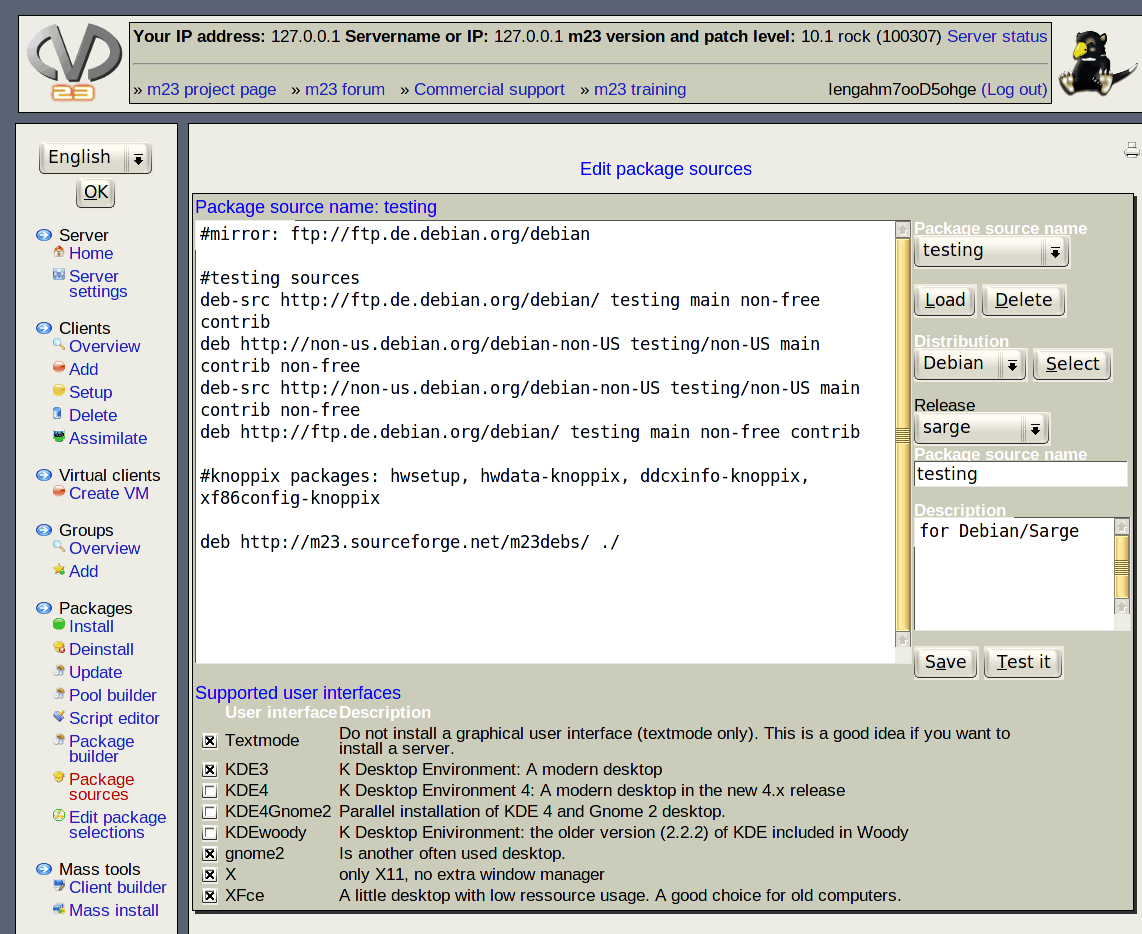 23
Your IP address: 127.0.0.1 Servername or IP: 127.0.0.1 m23 version and patch level: 10.1 rock (100307) Server status
» m23 project page » m23 forum » Commercial support » m23 training Iengahm7ooD5ohge (Log out)
English
OK
Server
Home
Server
settings
Clients
Overview
Add
Setup
Delete
Assimilate
Virtual clients
Create VM
Groups
Overview
Add
Packages
Install
Deinstall
Update
Pool builder
Script editor
Package
builder
Package
sources
Edit package
selections
Mass tools
Client builder
Mass install
Edit package sources
Package source name: testing
#mirror: ftp://ftp.de.debian.org/debian
#testing sources
deb-src http://ftp.de.debian.org/debian/ testing main non-free
contrib
deb http://non-us.debian.org/debian-non-US testing/non-US main
contrib non-free
deb-src http://non-us.debian.org/debian-non-US testing/non-US main
contrib non-free
deb http://ftp.de.debian.org/debian/ testing main non-free contrib
#knoppix packages: hwsetup, hwdata-knoppix, ddcxinfo-knoppix,
xf86config-knoppix
deb http://m23.sourceforge.net/m23debs/ ./
Package source name
testing
Load Delete
Distribution
Debian Select
Release
sarge
Package source name
testing
Description
for Debian/Sarge
Save Test it
Supported user interfaces
User interface Description
Textmode Do not install a graphical user interface (textmode only). This is a good idea if you want to
install a server.
KDE3 K Desktop Environment: A modern desktop
KDE4 K Desktop Environment 4: A modern desktop in the new 4.x release
KDE4Gnome2 Parallel installation of KDE 4 and Gnome 2 desktop.
KDEwoody K Desktop Enivironment: the older version (2.2.2) of KDE included in Woody
gnome2 Is another often used desktop.
X only X11, no extra window manager
XFce A little desktop with low ressource usage. A good choice for old computers.